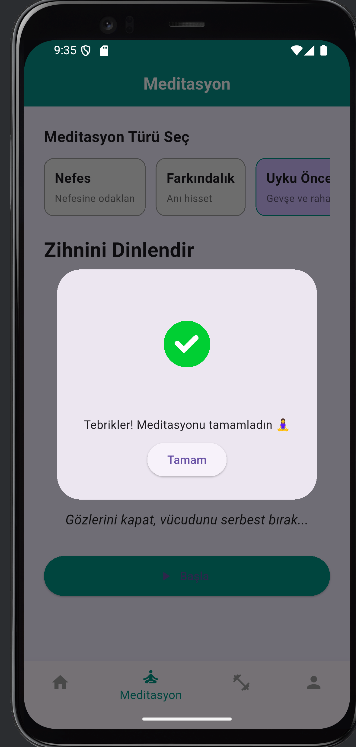 9:35
Meditasyon
Meditasyon Türü Seç
Nefes
Nefesine odaklan
Farkındalık
Anı hisset
Uyku Önce
Gevşe ve raha
Zihnini Dinlendir
Tebrikler! Meditasyonu tamamladın 🧘‍♀️
Tamam
Gözlerini kapat, vücudunu serbest bırak...
Meditasyon